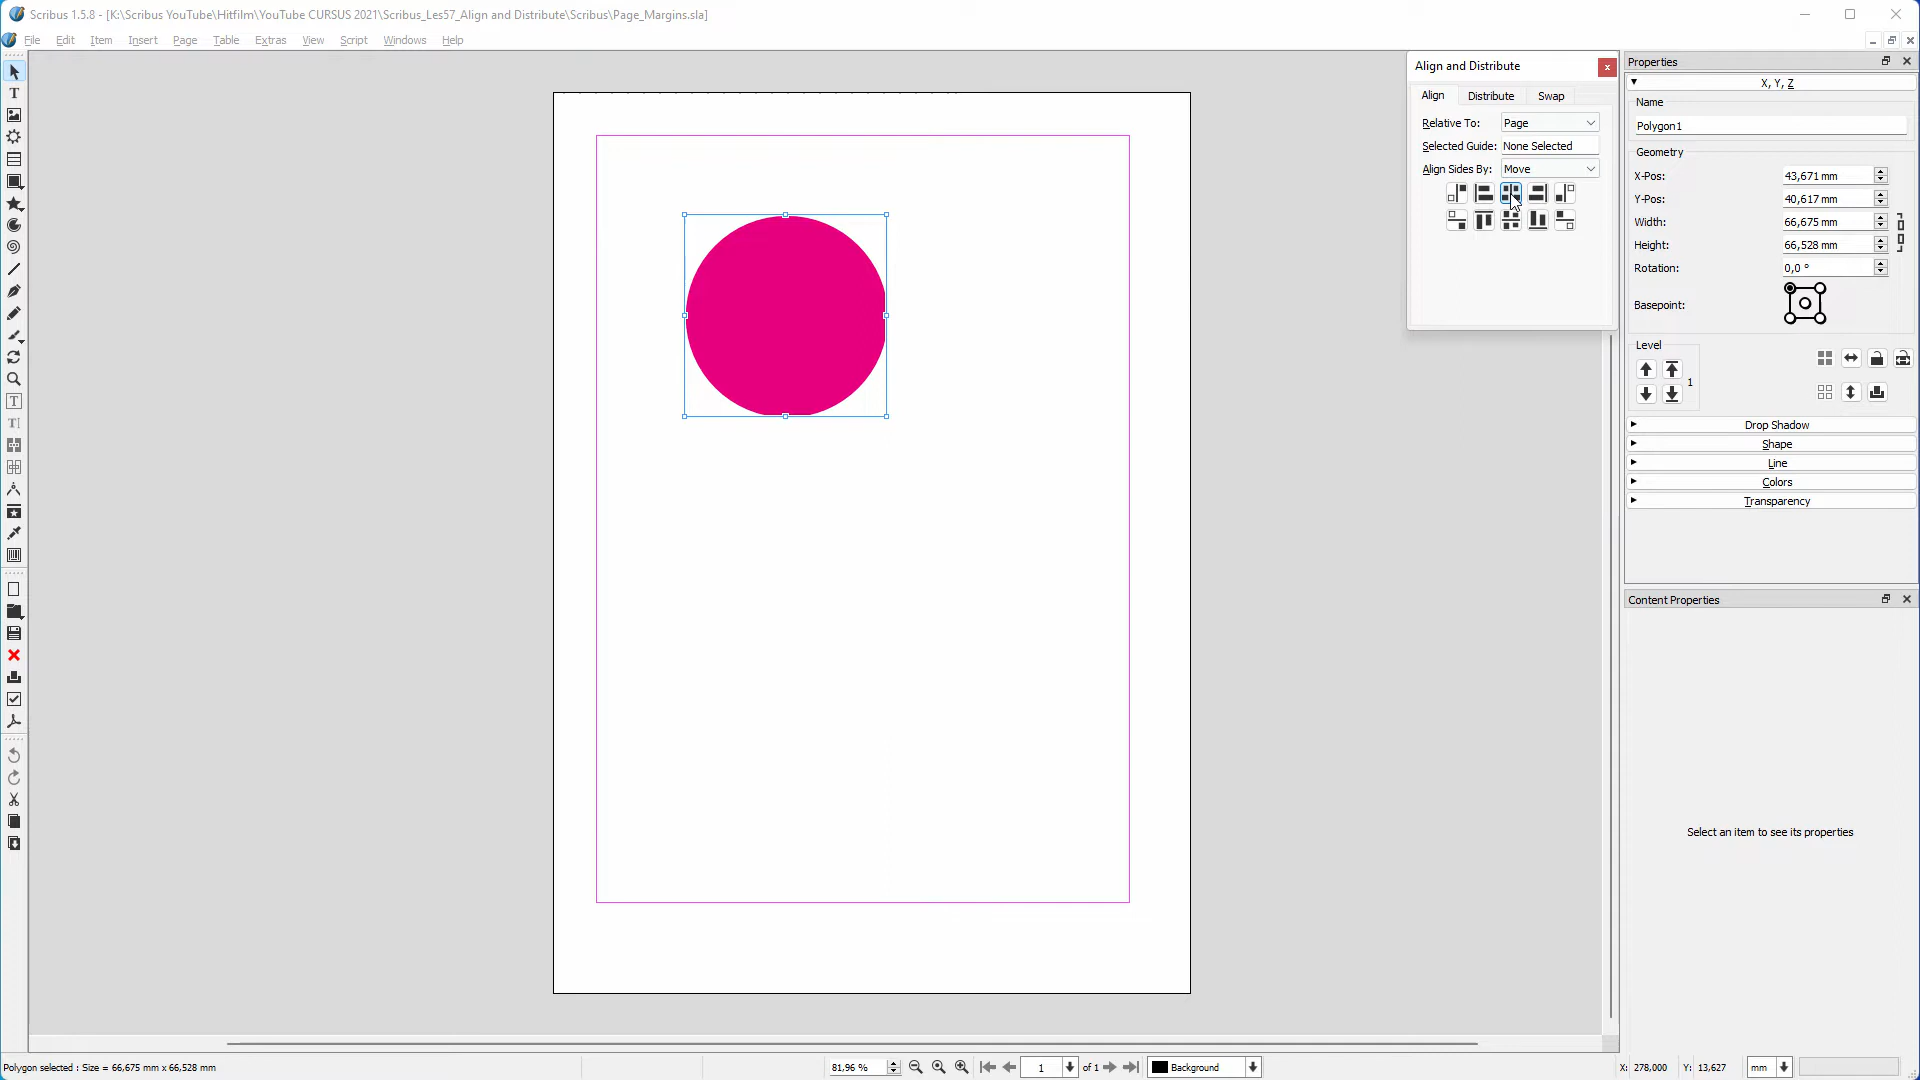 Scribus 1.5.8 - [K:\Scribus YouTube\Hitfilm\YouTube CURSUS 2021\Scribus_Les57_Align and Distribute\Scribus\Page_Margins.sla]
File Edit Item Insert Page Table Extras View Script Windows Help
Align and Distribute
Align Distribute Swap
Relative To: Page
Selected Guide: None Selected
Align Sides By: Move
Properties
X, Y, Z
Name
Polygon1
Geometry
X-Pos: 43,671 mm
Y-Pos: 40,617 mm
Width: 66,675 mm
Height: 66,528 mm
Rotation: 0,0 °
Basepoint:
Level
1
Drop Shadow
Shape
Line
Colors
Transparency
Content Properties
Select an item to see its properties
Polygon selected : Size = 66,675 mm x 66,528 mm
81,96 %
1 of 1
Background
X: 278,000 Y: 13,627 mm